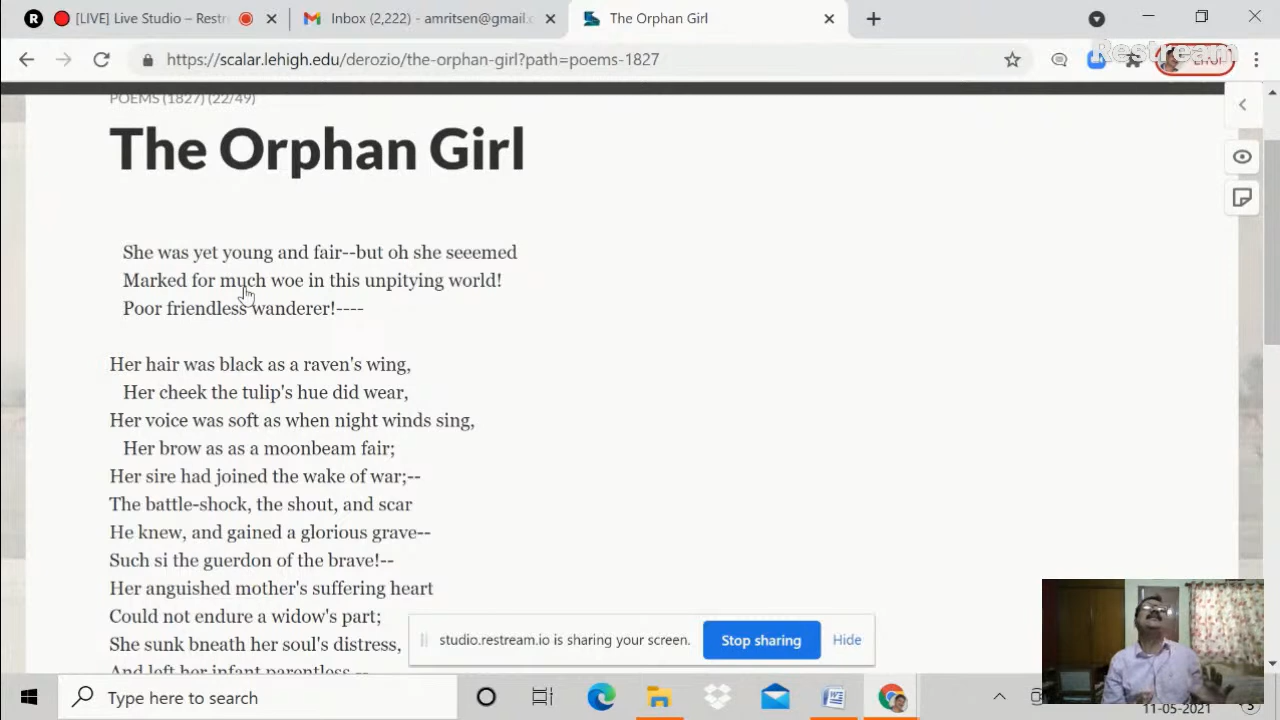 [LIVE] Live Studio – Restr
Inbox (2,222) - amritsen@gmail.c
The Orphan Girl
https://scalar.lehigh.edu/derozio/the-orphan-girl?path=poems-1827
Restream
Error
POEMS (1827) (22/49)
The Orphan Girl
She was yet young and fair--but oh she seeemed
Marked for much woe in this unpitying world!
Poor friendless wanderer!----
Her hair was black as a raven's wing,
Her cheek the tulip's hue did wear,
Her voice was soft as when night winds sing,
Her brow as as a moonbeam fair;
Her sire had joined the wake of war;--
The battle-shock, the shout, and scar
He knew, and gained a glorious grave--
Such si the guerdon of the brave!--
Her anguished mother's suffering heart
Could not endure a widow's part;
She sunk bneath her soul's distress,
And left her infant parentless.--
studio.restream.io is sharing your screen.
Stop sharing
Hide
Type here to search
11-05-2021